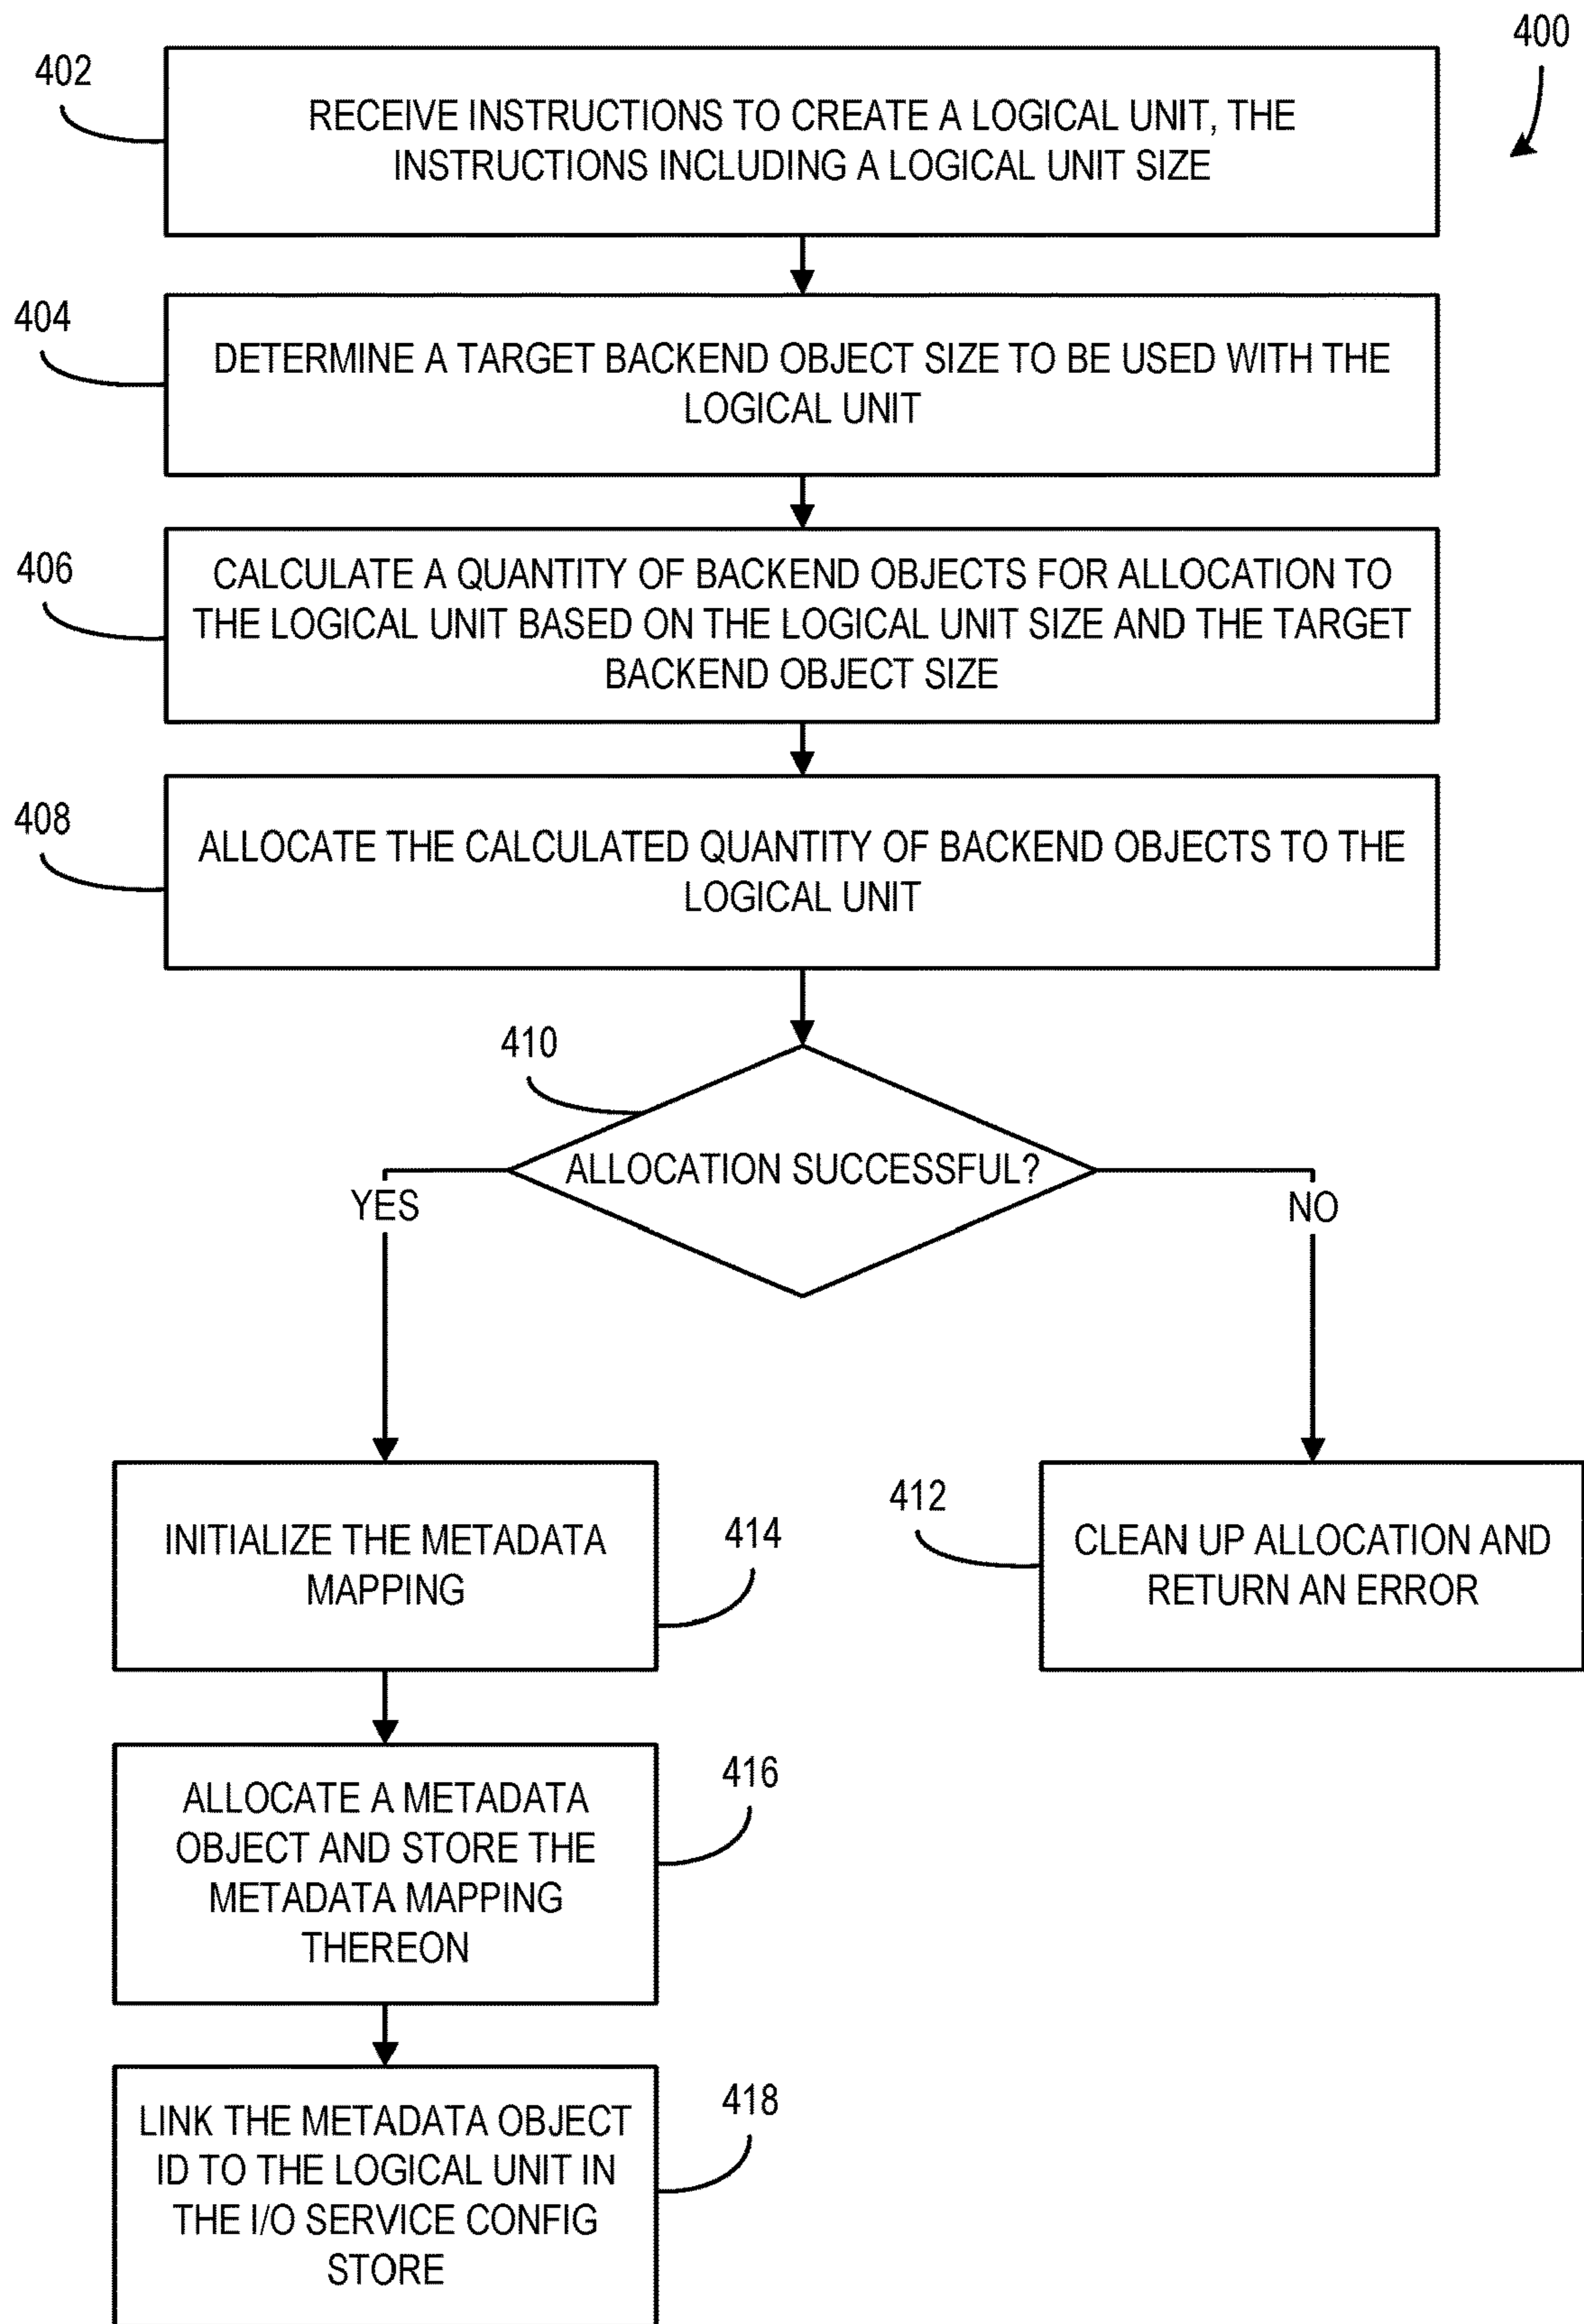 400
402
RECEIVE INSTRUCTIONS TO CREATE A LOGICAL UNIT, THE
INSTRUCTIONS INCLUDING A LOGICAL UNIT SIZE
404
DETERMINE A TARGET BACKEND OBJECT SIZE TO BE USED WITH THE
LOGICAL UNIT
406
CALCULATE A QUANTITY OF BACKEND OBJECTS FOR ALLOCATION TO
THE LOGICAL UNIT BASED ON THE LOGICAL UNIT SIZE AND THE TARGET
BACKEND OBJECT SIZE
408
ALLOCATE THE CALCULATED QUANTITY OF BACKEND OBJECTS TO THE
LOGICAL UNIT
410
ALLOCATION SUCCESSFUL?
YES
NO
INITIALIZE THE METADATA
MAPPING
414
412
CLEAN UP ALLOCATION AND
RETURN AN ERROR
ALLOCATE A METADATA
OBJECT AND STORE THE
METADATA MAPPING
THEREON
416
LINK THE METADATA OBJECT
ID TO THE LOGICAL UNIT IN
THE I/O SERVICE CONFIG
STORE
418